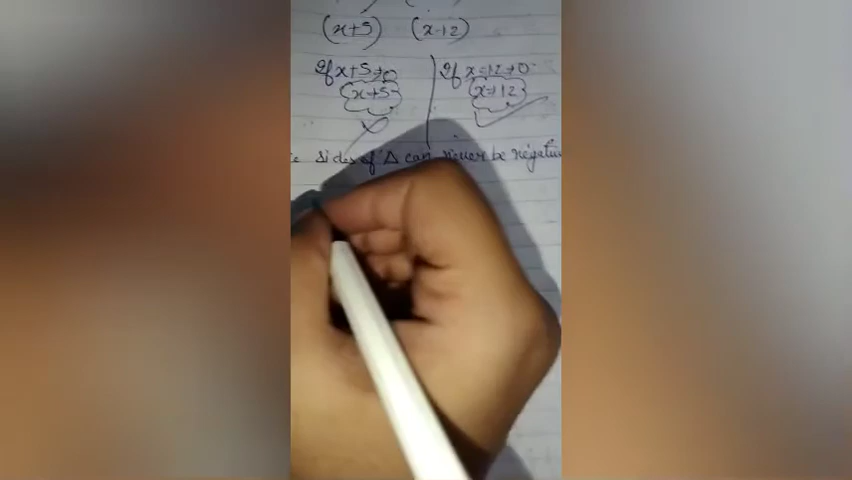 (x+5) (x-12)
If x+5=0 If x-12=0
x=-5 x=12
sides of Δ can never be negative